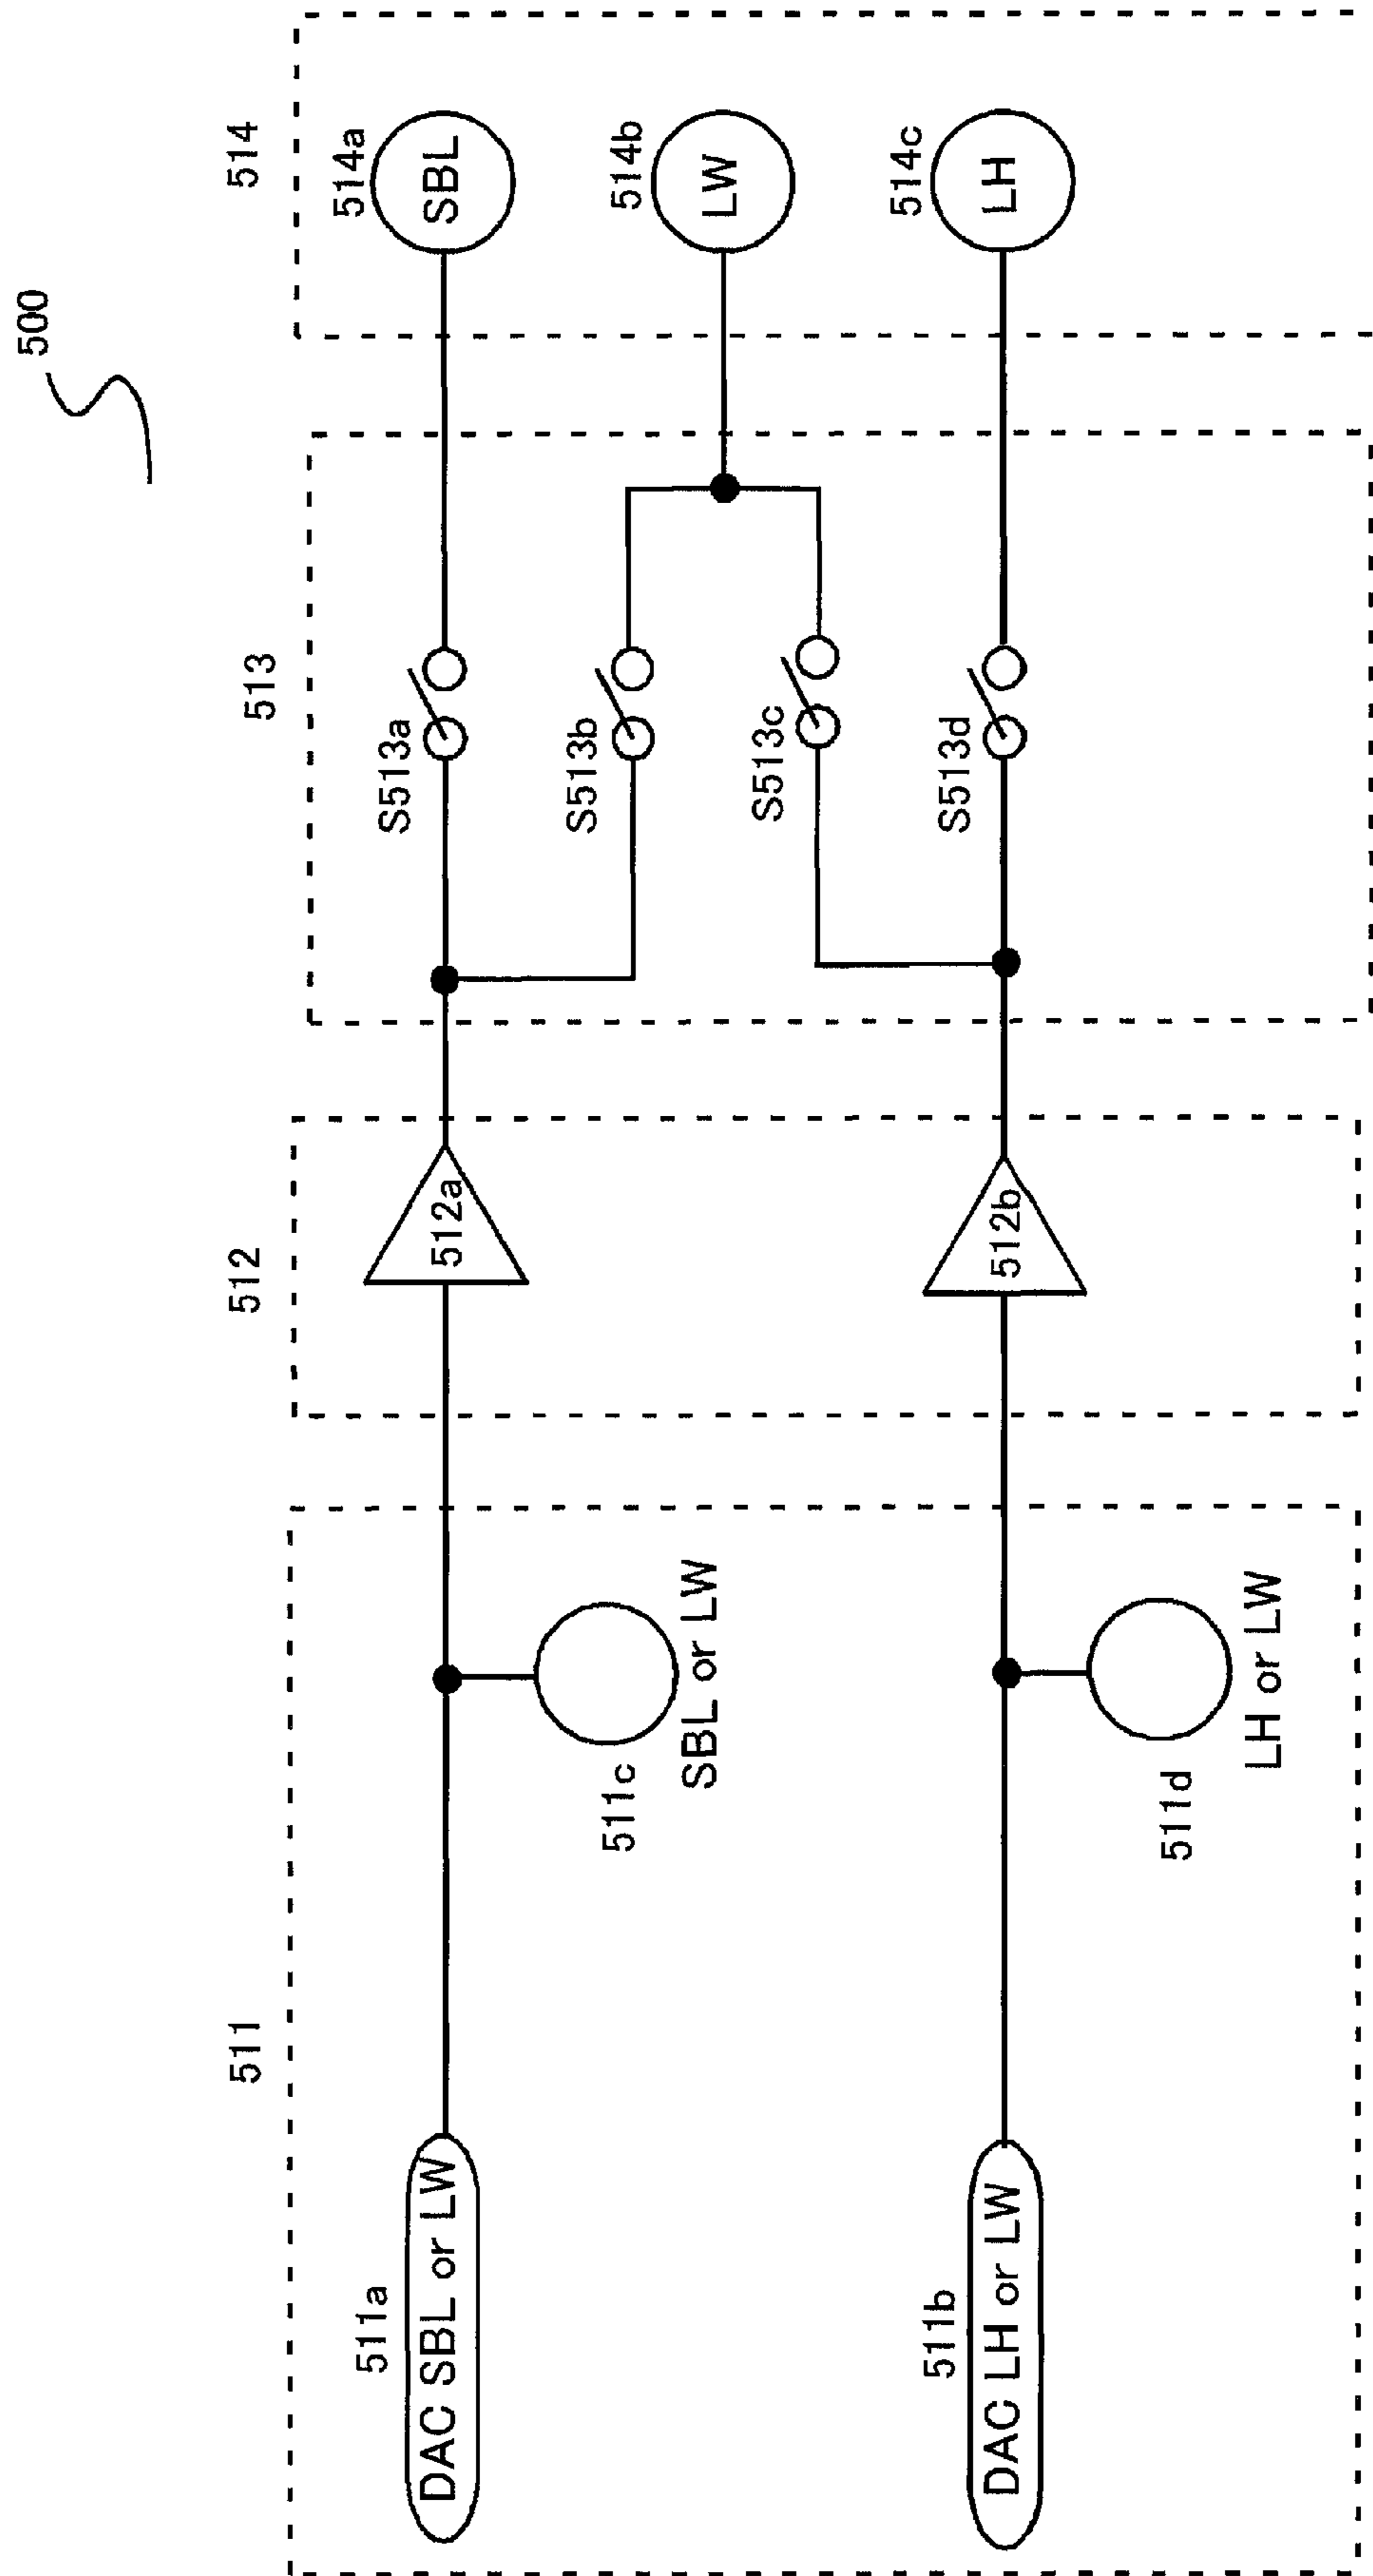 500
511
512
513
514
511a
DAC SBL or LW
511c
SBL or LW
512a
S513a
S513b
514a
SBL
514b
LW
511b
DAC LH or LW
511d
LH or LW
512b
S513c
S513d
514c
LH